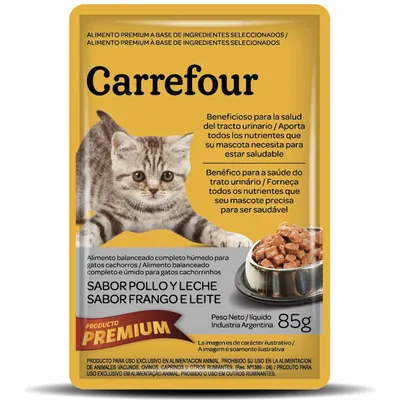 ALIMENTO PREMIUM A BASE DE INGREDIENTES SELECCIONADOS /
ALIMENTO PREMIUM À BASE DE INGREDIENTES SELECIONADOS
Carrefour
Beneficioso para la salud
del tracto urinario / Aporta
todos los nutrientes que
su mascota necesita para
estar saludable
Benéfico para a saúde do
trato urinário / Forneça
todos os nutrientes que
seu mascote precisa
para ser saudável
Alimento balanceado completo húmedo para
gatos cachorros / Alimento balanceado
completo e úmido para gatos cachorrinhos
SABOR POLLO Y LECHE
SABOR FRANGO E LEITE
PRODUCTO
PREMIUM
Peso Neto / líquido
Industria Argentina
85g
La imagen es de carácter ilustrativo /
A imagem é somamente ilustrativa
PRODUCTO PARA USO EXCLUSIVO EN ALIMENTACION ANIMAL. PROHIBIDO SU USO EN LA ALIMENTACION
DE ANIMALES VACUNOS, OVINOS, CAPRINOS U OTROS RUMIANTES. (Res. Nº1389 - 04) / PRODUTO PARA
USO EXCLUSIVO EM ALIMENTAÇÃO ANIMAL. PROIBIDO O USO EM OUTROS RUMINANTES.